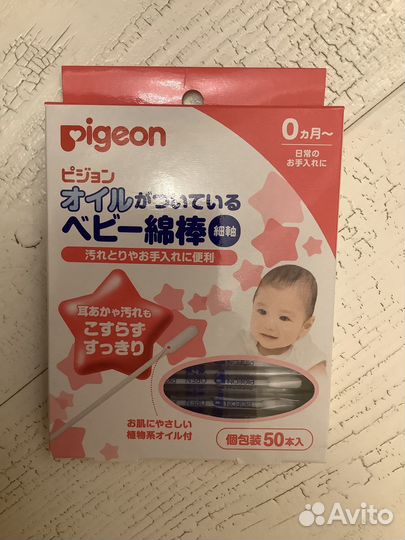 pigeon
0ヵ月～
日常の
お手入れに
ピジョン
オイルがついている
ベビー綿棒 細軸
汚れとりやお手入れに便利
耳あかや汚れも
こすらず
すっきり
お肌にやさしい
植物系オイル付
PIGEON
OPEN
個包装50本入
Avito